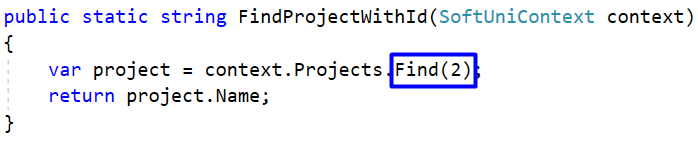 public static string FindProjectWithId(SoftUniContext context)
{
    var project = context.Projects.Find(2);
    return project.Name;
}